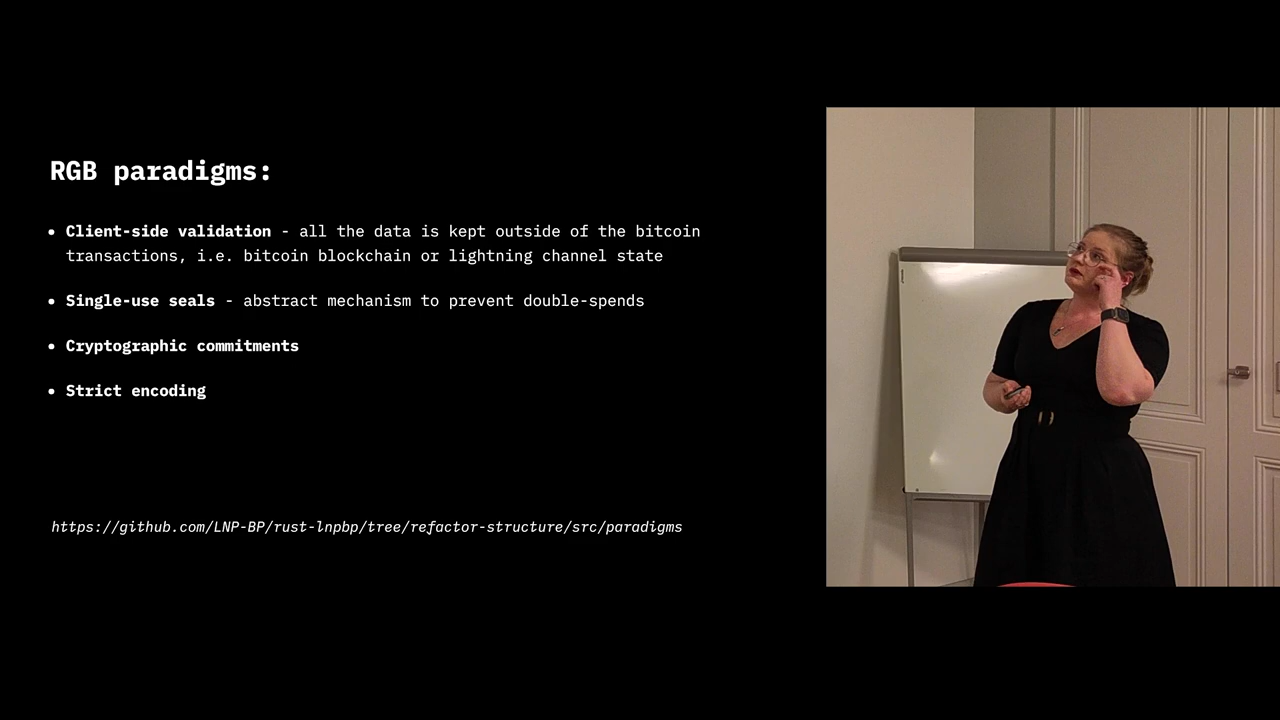 RGB paradigms:
• Client-side validation - all the data is kept outside of the bitcoin
transactions, i.e. bitcoin blockchain or lightning channel state
• Single-use seals - abstract mechanism to prevent double-spends
• Cryptographic commitments
• Strict encoding
https://github.com/LNP-BP/rust-lnpbp/tree/refactor-structure/src/paradigms